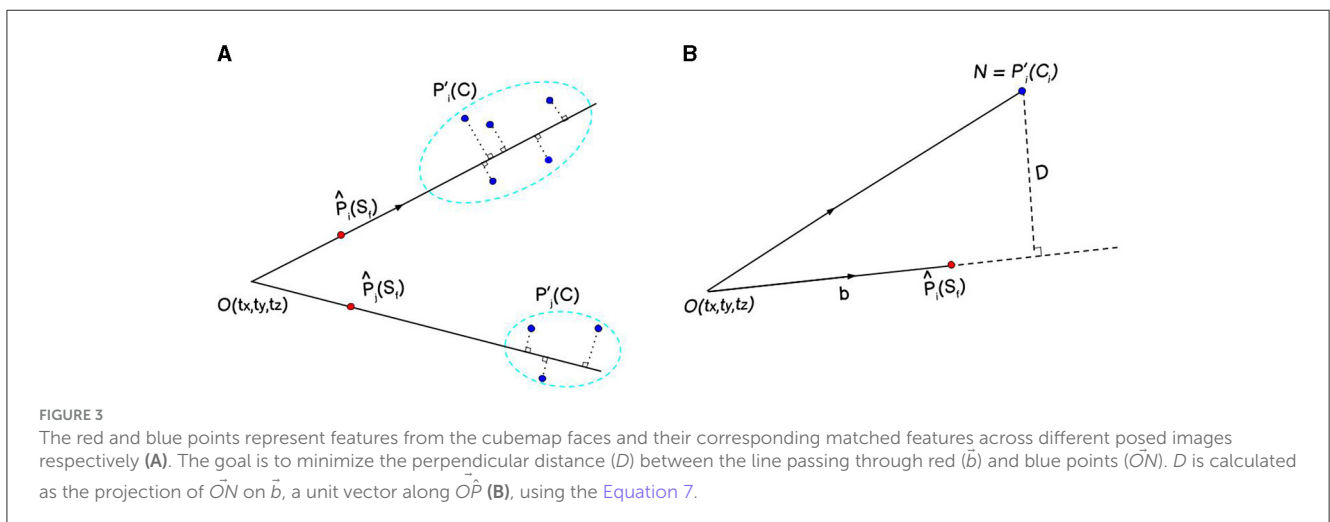 A
B
P′i(C)
N = P′i(Ci)
D
P̂i(Sf)
P̂j(Sf)
O(tx,ty,tz)
P′j(C)
O(tx,ty,tz)
b
P̂i(Sf)
FIGURE 3
The red and blue points represent features from the cubemap faces and their corresponding matched features across different posed images
respectively (A). The goal is to minimize the perpendicular distance (D) between the line passing through red (b⃗) and blue points (O⃗N). D is calculated
as the projection of O⃗N on b⃗, a unit vector along O⃗P̂ (B), using the Equation 7.